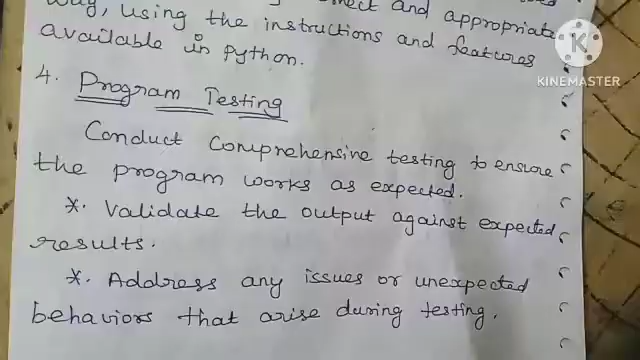 way, using the instructions and features
and appropriate
available in Python.
4. Program Testing
Conduct comprehensive testing to ensure
the program works as expected.
*. Validate the output against expected
results.
*. Address any issues or unexpected
behaviors that arise during testing.
K
KINEMASTER